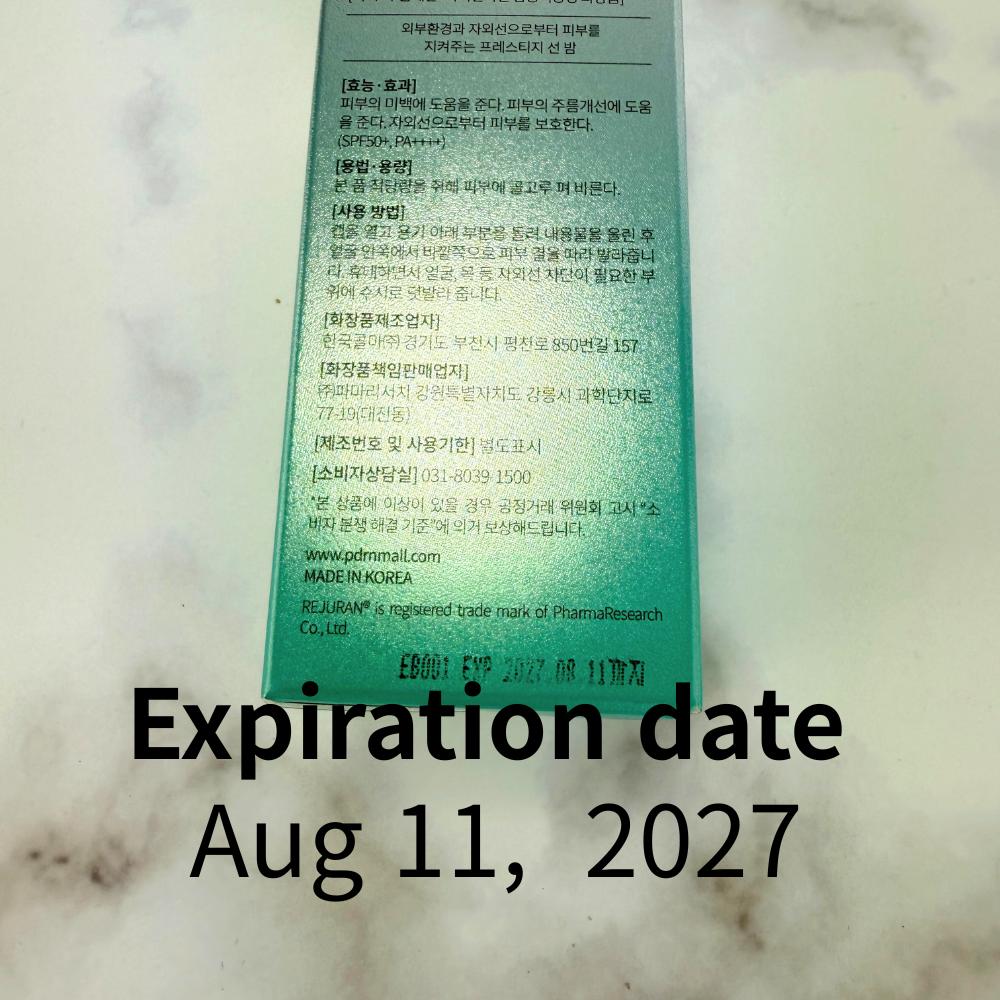 외부환경과 자외선으로부터 피부를
지켜주는 프레스티지 선 밤
[효능·효과]
피부의 미백에 도움을 준다. 피부의 주름개선에 도움
을 준다. 자외선으로부터 피부를 보호한다.
(SPF50+, PA++++)
[용법·용량]
본 품 적당량을 취해 피부에 골고루 펴 바른다.
[사용 방법]
캡을 열고 용기 아래 부분을 돌려 내용물을 올린 후
얼굴 안쪽에서 바깥쪽으로 피부 결을 따라 발라줍니
다. 휴대하면서 얼굴, 목 등 자외선 차단이 필요한 부
위에 수시로 덧발라 줍니다.
[화장품제조업자]
한국콜마㈜ 경기도 부천시 평천로 850번길 157
[화장품책임판매업자]
㈜파마리서치 강원특별자치도 강릉시 과학단지로
77-19(대전동)
[제조번호 및 사용기한] 별도표시
[소비자상담실] 031-8039-1500
*본 상품에 이상이 있을 경우 공정거래 위원회 고시 "소
비자 분쟁 해결 기준"에 의거 보상해드립니다.
www.pdrnmall.com
MADE IN KOREA
REJURAN® is registered trade mark of PharmaResearch
Co., Ltd.
EB001 EXP 2027.08.11까지
Expiration date
Aug 11, 2027